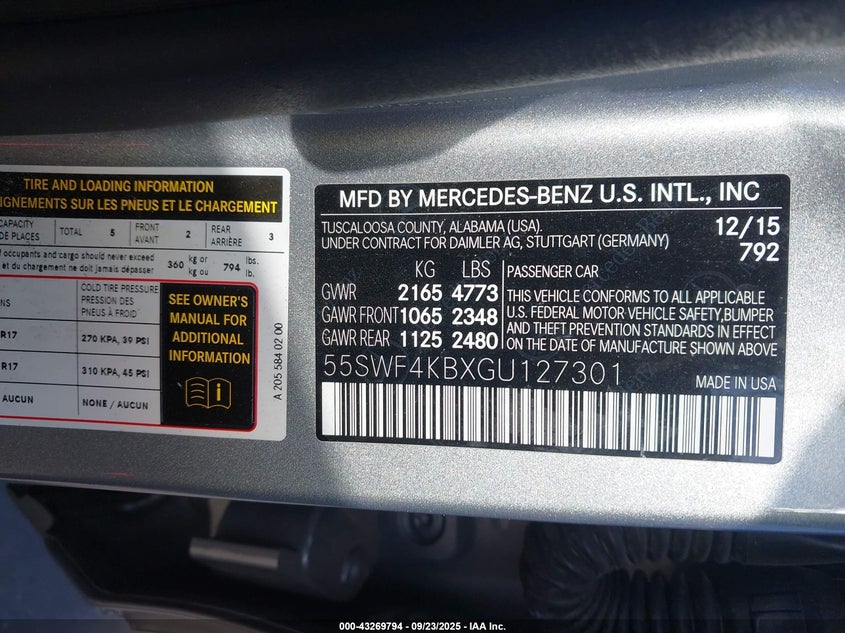 TIRE AND LOADING INFORMATION
IGNEMENTS SUR LES PNEUS ET LE CHARGEMENT
CAPACITY TOTAL 5 FRONT 2 REAR 3
DE PLACES AVANT ARRIÈRE
f occupants and cargo should never exceed 360 kg or 794 lbs.
et du chargement ne doit jamais dépasser kg ou lb.
COLD TIRE PRESSURE
PRESSION DES
PNEUS À FROID
NS
R17 270 KPA, 39 PSI
R17 310 KPA, 45 PSI
AUCUN NONE / AUCUN
SEE OWNER'S
MANUAL FOR
ADDITIONAL
INFORMATION
i
A 205 584 02 00
MFD BY MERCEDES-BENZ U.S. INTL., INC
TUSCALOOSA COUNTY, ALABAMA (USA). 12/15
UNDER CONTRACT FOR DAIMLER AG, STUTTGART (GERMANY) 792
KG LBS
GVWR 2165 4773
GAWR FRONT 1065 2348
GAWR REAR 1125 2480
PASSENGER CAR
THIS VEHICLE CONFORMS TO ALL APPLICABLE
U.S. FEDERAL MOTOR VEHICLE SAFETY,BUMPER
AND THEFT PREVENTION STANDARDS IN EFFECT
ON THE DATE OF MANUFACTURE SHOWN ABOVE
55SWF4KBXGU127301
MADE IN USA
000-43269794 - 09/23/2025 - IAA Inc.